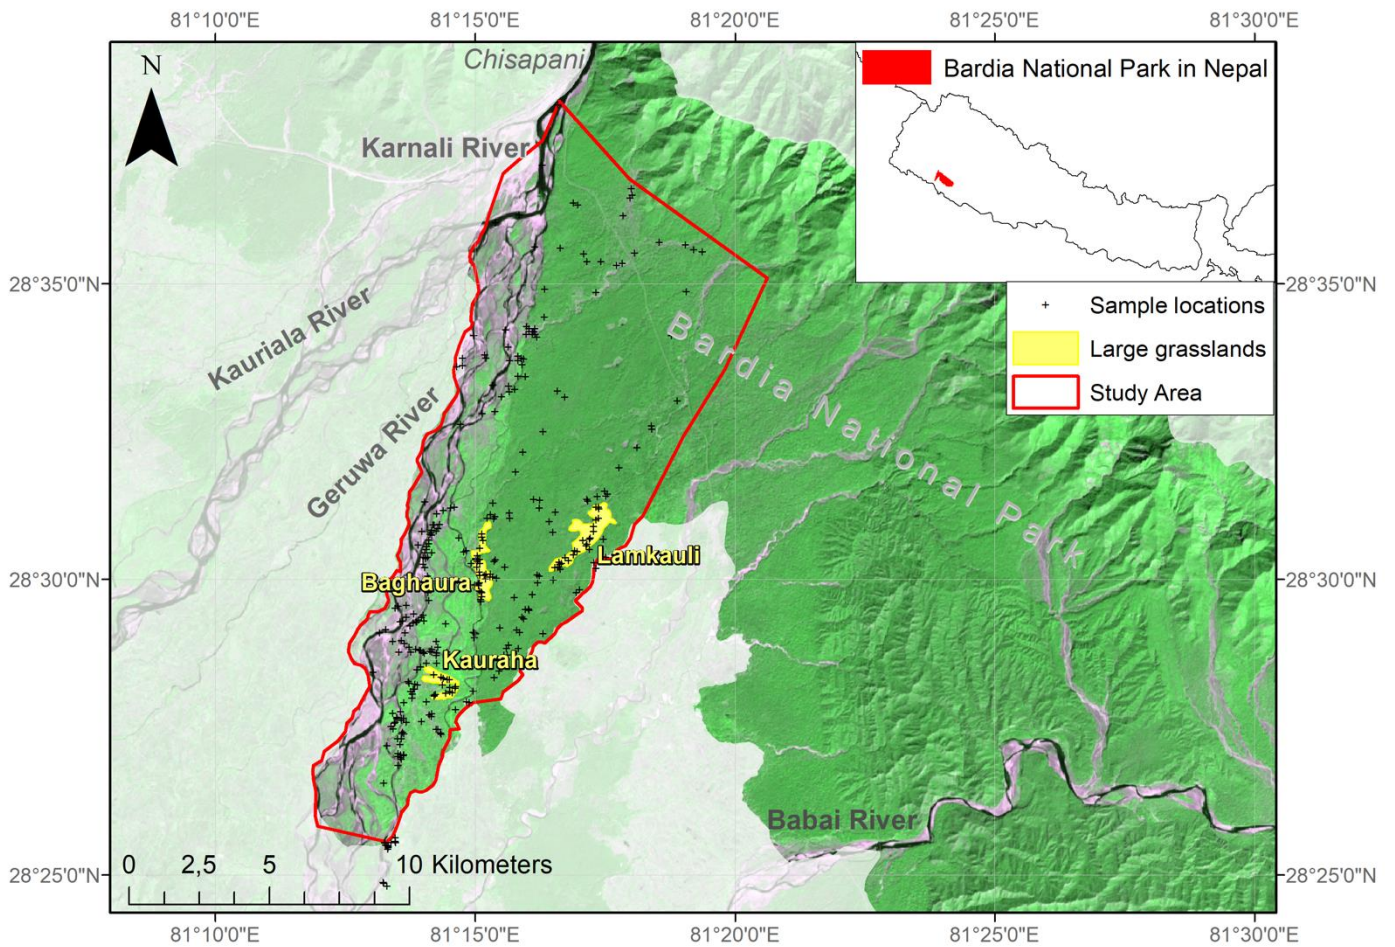 81°10'0"E 81°15'0"E 81°20'0"E 81°25'0"E 81°30'0"E
N
Chisapani
Bardia National Park in Nepal
Karnali River
28°35'0"N 28°35'0"N
Sample locations
Large grasslands
Study Area
Kauriala River
Geruwa River
Bardia National Park
Lamkauli
28°30'0"N 28°30'0"N
Baghaura
Kauraha
Babai River
0 2,5 5 10 Kilometers
28°25'0"N 28°25'0"N
81°10'0"E 81°15'0"E 81°20'0"E 81°25'0"E 81°30'0"E